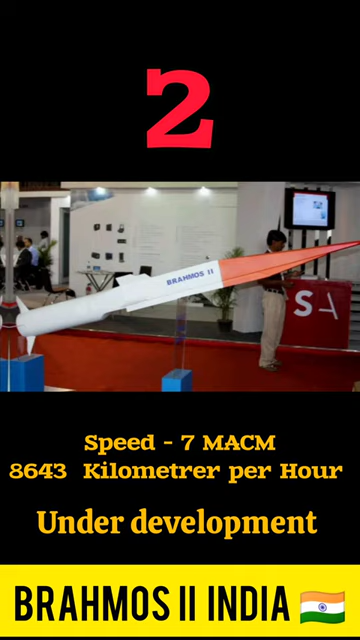 2
BRAHMOS II
S A
Speed - 7 MACM
8643 Kilometrer per Hour
Under development
BRAHMOS II INDIA 🇮🇳